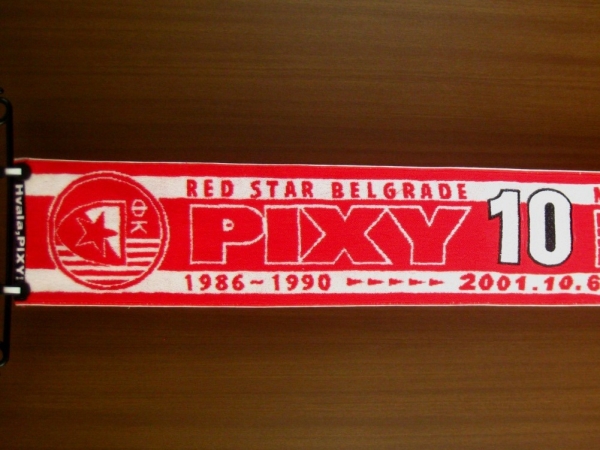 Hvala,PIXY!
ФК
RED STAR BELGRADE
PIXY 10
1986~1990 2001.10.6